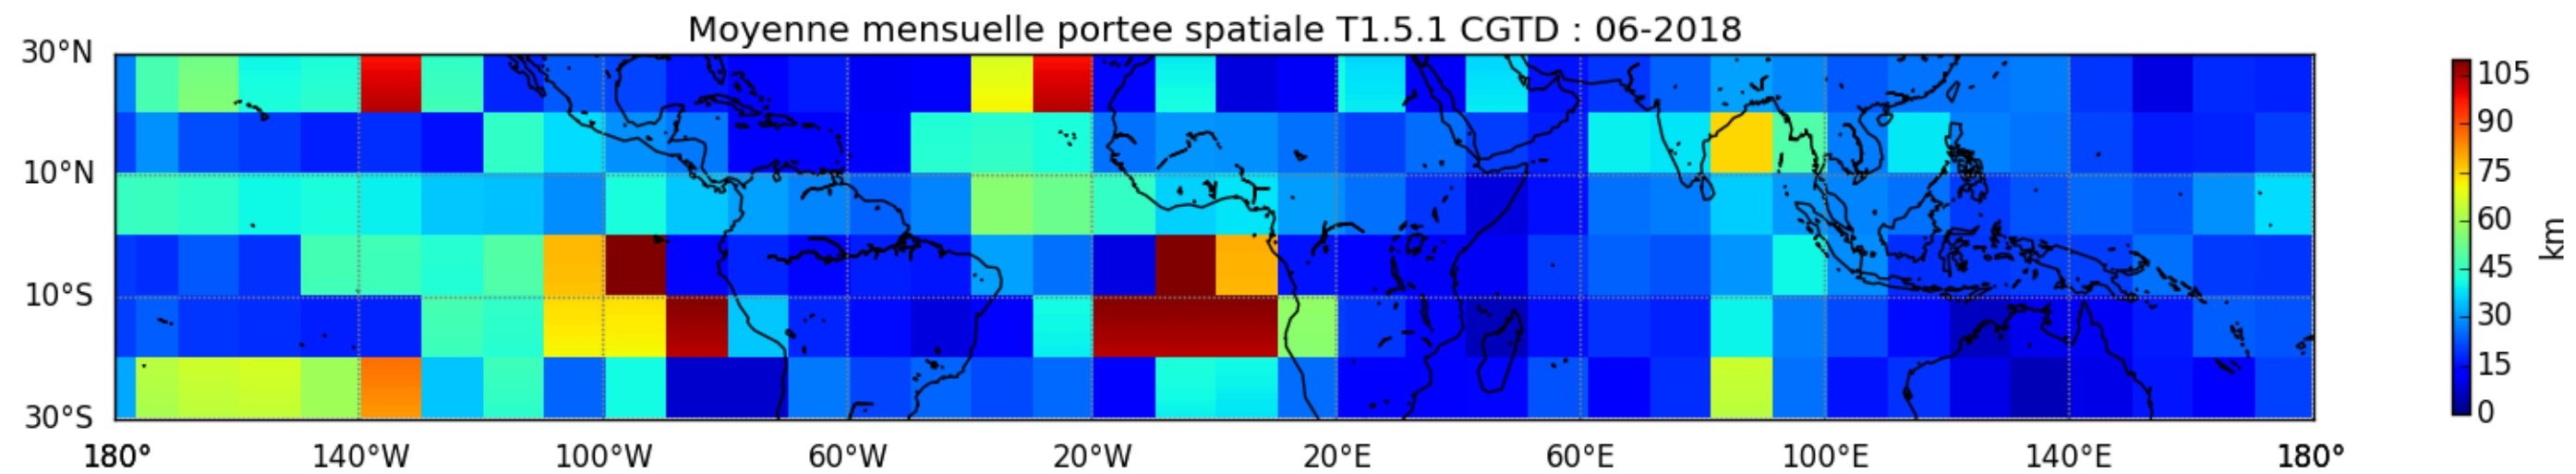 Moyenne mensuelle portee spatiale T1.5.1 CGTD : 06-2018
30°N
10°N
10°S
30°S
180° 140°W 100°W 60°W 20°W 20°E 60°E 100°E 140°E 180°
105
90
75
60
45
30
15
0
km